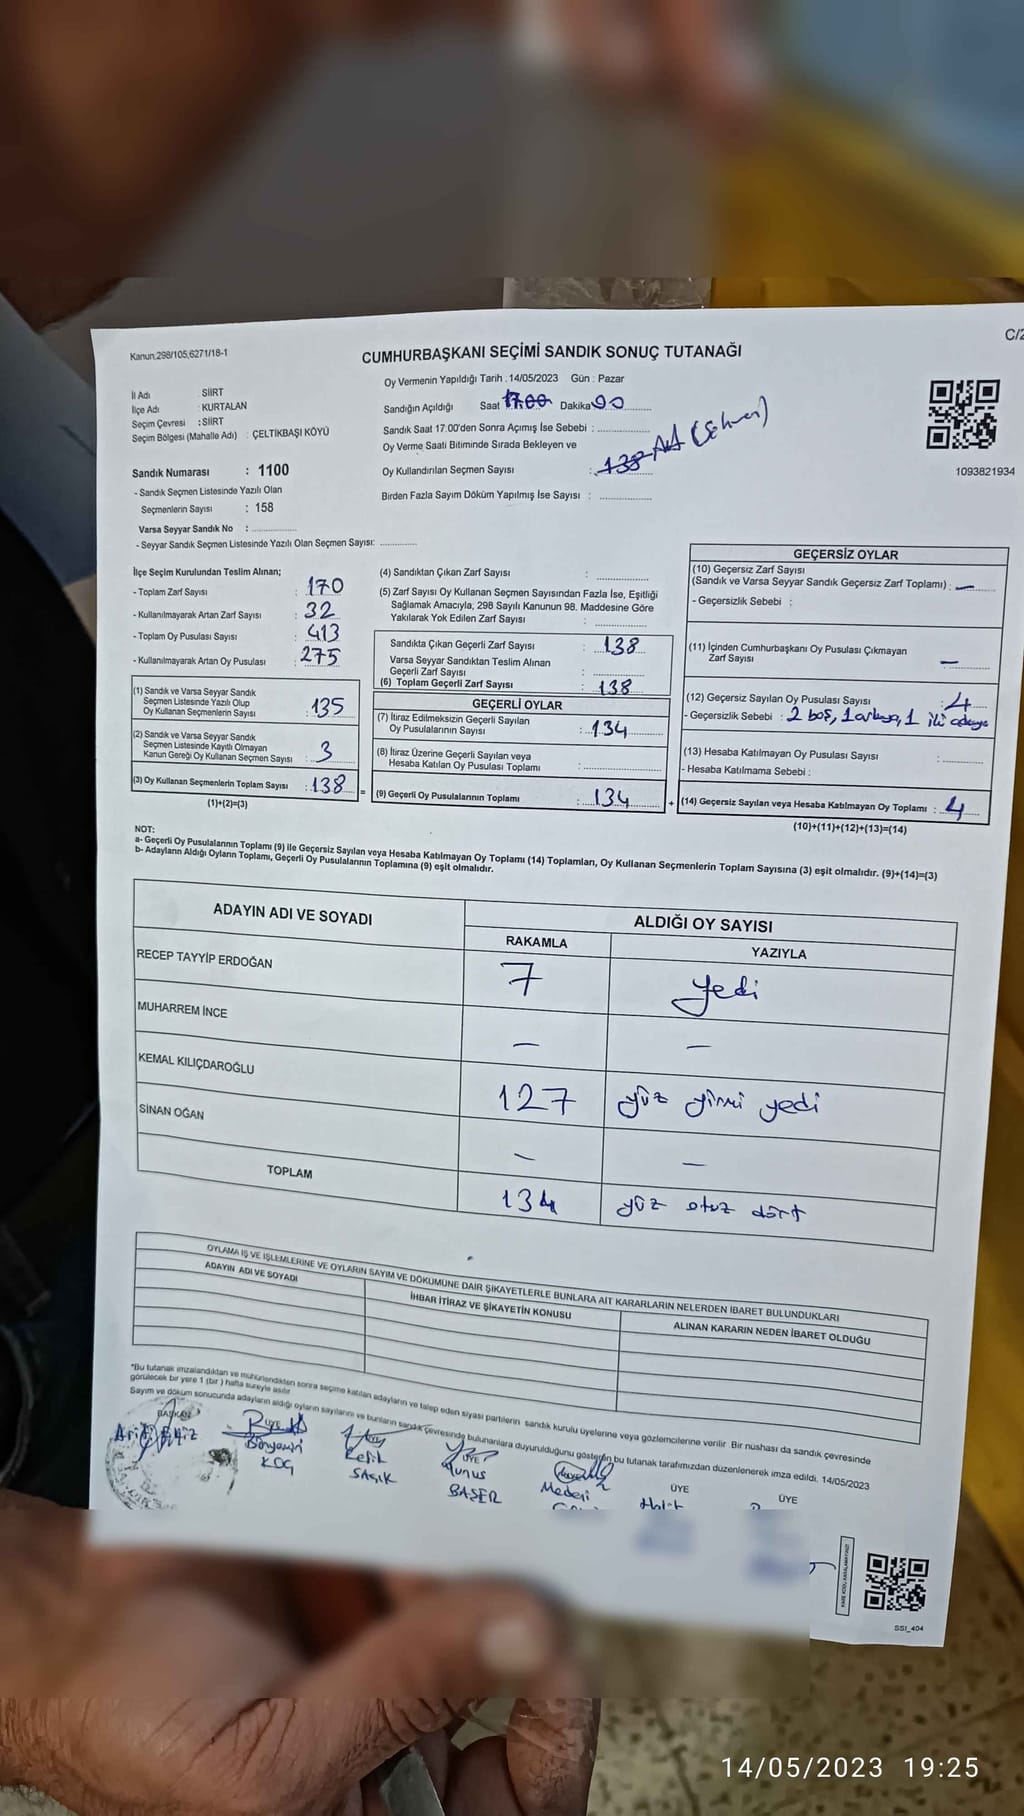 Kanun;298/105,6271/18-1
C/2
CUMHURBAŞKANI SEÇİMİ SANDIK SONUÇ TUTANAĞI
İl Adı SİİRT
İlçe Adı : KURTALAN
Seçim Çevresi : SİİRT
Seçim Bölgesi (Mahalle Adı) : ÇELTİKBAŞI KÖYÜ
Sandık Numarası : 1100
- Sandık Seçmen Listesinde Yazılı Olan
Seçmenlerin Sayısı : 158
Varsa Seyyar Sandık No :
- Seyyar Sandık Seçmen Listesinde Yazılı Olan Seçmen Sayısı:
Oy Vermenin Yapıldığı Tarih : 14/05/2023 Gün : Pazar
Sandığın Açıldığı Saat 17.00 Dakika
Sandık Saat 17:00'den Sonra Açımış İse Sebebi :
Oy Verme Saati Bitiminde Sırada Bekleyen ve
Oy Kullandırılan Seçmen Sayısı : 138
Birden Fazla Sayım Döküm Yapılmış İse Sayısı :
1093821934
İlçe Seçim Kurulundan Teslim Alınan;
- Toplam Zarf Sayısı : 170
- Kullanılmayarak Artan Zarf Sayısı : 32
- Toplam Oy Pusulası Sayısı : 413
- Kullanılmayarak Artan Oy Pusulası : 275
(1) Sandık ve Varsa Seyyar Sandık
Seçmen Listesinde Yazılı Olup
Oy Kullanan Seçmenlerin Sayısı : 135
(2) Sandık ve Varsa Seyyar Sandık
Seçmen Listesinde Kayıtlı Olmayan
Kanun Gereği Oy Kullanan Seçmen Sayısı : 3
(3) Oy Kullanan Seçmenlerin Toplam Sayısı : 138
(1)+(2)=(3)
(4) Sandıktan Çıkan Zarf Sayısı :
(5) Zarf Sayısı Oy Kullanan Seçmen Sayısından Fazla İse, Eşitliği
Sağlamak Amacıyla, 298 Sayılı Kanunun 98. Maddesine Göre
Yakılarak Yok Edilen Zarf Sayısı :
Sandıkta Çıkan Geçerli Zarf Sayısı : 138
Varsa Seyyar Sandıktan Teslim Alınan
Geçerli Zarf Sayısı :
(6) Toplam Geçerli Zarf Sayısı : 138
GEÇERLİ OYLAR
(7) İtiraz Edilmeksizin Geçerli Sayılan
Oy Pusulalarının Sayısı : 134
(8) İtiraz Üzerine Geçerli Sayılan veya
Hesaba Katılan Oy Pusulası Toplamı :
(9) Geçerli Oy Pusulalarının Toplamı : 134
GEÇERSİZ OYLAR
(10) Geçersiz Zarf Sayısı
(Sandık ve Varsa Seyyar Sandık Geçersiz Zarf Toplamı) : —
- Geçersizlik Sebebi :
(11) İçinden Cumhurbaşkanı Oy Pusulası Çıkmayan
Zarf Sayısı —
(12) Geçersiz Sayılan Oy Pusulası Sayısı : 4
- Geçersizlik Sebebi : 2 boş, 1 1
(13) Hesaba Katılmayan Oy Pusulası Sayısı :
- Hesaba Katılmama Sebebi :
(14) Geçersiz Sayılan veya Hesaba Katılmayan Oy Toplamı : 4
(10)+(11)+(12)+(13)=(14)
NOT:
a- Geçerli Oy Pusulalarının Toplamı (9) ile Geçersiz Sayılan veya Hesaba Katılmayan Oy Toplamı (14) Toplamları, Oy Kullanan Seçmenlerin Toplam Sayısına (3) eşit olmalıdır. (9)+(14)=(3)
b- Adayların Aldığı Oyların Toplamı, Geçerli Oy Pusulalarının Toplamına (9) eşit olmalıdır.
ADAYIN ADI VE SOYADI ALDIĞI OY SAYISI
RAKAMLA YAZIYLA
RECEP TAYYİP ERDOĞAN 7 yedi
MUHARREM İNCE — —
KEMAL KILIÇDAROĞLU 127 yüz yirmi yedi
SİNAN OĞAN — —
TOPLAM 134 yüz otuz dört
OYLAMA İŞ VE İŞLEMLERİNE VE OYLARIN SAYIM VE DÖKÜMÜNE DAİR ŞİKAYETLERLE BUNLARA AİT KARARLARIN NELERDEN İBARET BULUNDUKLARI
ADAYIN ADI VE SOYADI İHBAR İTİRAZ VE ŞİKAYETİN KONUSU ALINAN KARARIN NEDEN İBARET OLDUĞU
*Bu tutanak imzalandıktan ve mühürlendikten sonra seçime katılan adayların ve talep eden siyasi partilerin sandık kurulu üyelerine veya gözlemcilerine verilir. Bir nüshası da sandık çevresinde
görülecek bir yere 1 (bir) hafta süreyle asılır.
Sayım ve döküm sonucunda adayların aldığı oyların sayılarını ve bunların sandık çevresinde bulunanlara duyurulduğunu gösteren bu tutanak tarafımızdan düzenlenerek imza edildi. 14/05/2023
BAŞKAN ÜYE ÜYE ÜYE ÜYE
Bünyamin KOÇ
SAĞIK
Yunus BAŞER
Halit
SSI_404
14/05/2023 19:25